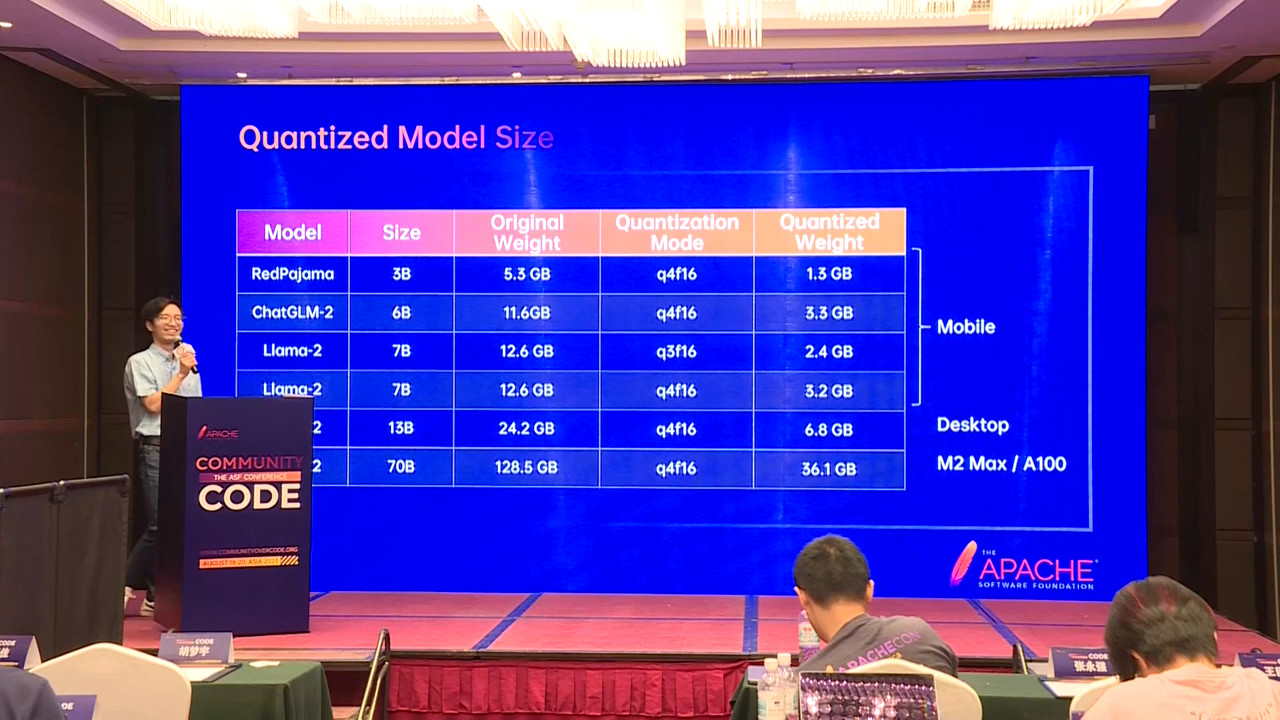 Quantized Model Size
Model Size Original Weight Quantization Mode Quantized Weight
RedPajama 3B 5.3 GB q4f16 1.3 GB
ChatGLM-2 6B 11.6GB q4f16 3.3 GB
Llama-2 7B 12.6 GB q3f16 2.4 GB
Llama-2 7B 12.6 GB q4f16 3.2 GB
2 13B 24.2 GB q4f16 6.8 GB
2 70B 128.5 GB q4f16 36.1 GB
Mobile
Desktop
M2 Max / A100
THE
APACHE
SOFTWARE FOUNDATION
APACHE
COMMUNITY
THE ASF CONFERENCE
CODE
WWW.COMMUNITYOVERCODE.ORG
AUGUST 18-20, ASIA 2023
CODE
胡梦宇
APACHECON
CODE
张永强
CODE